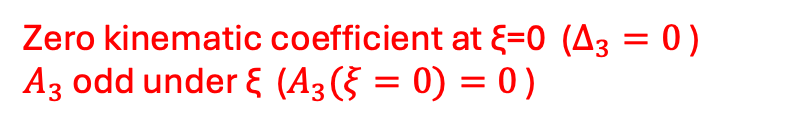 Zero kinematic coefficient at ξ=0 (Δ₃ = 0)
A₃ odd under ξ (A₃(ξ = 0) = 0)